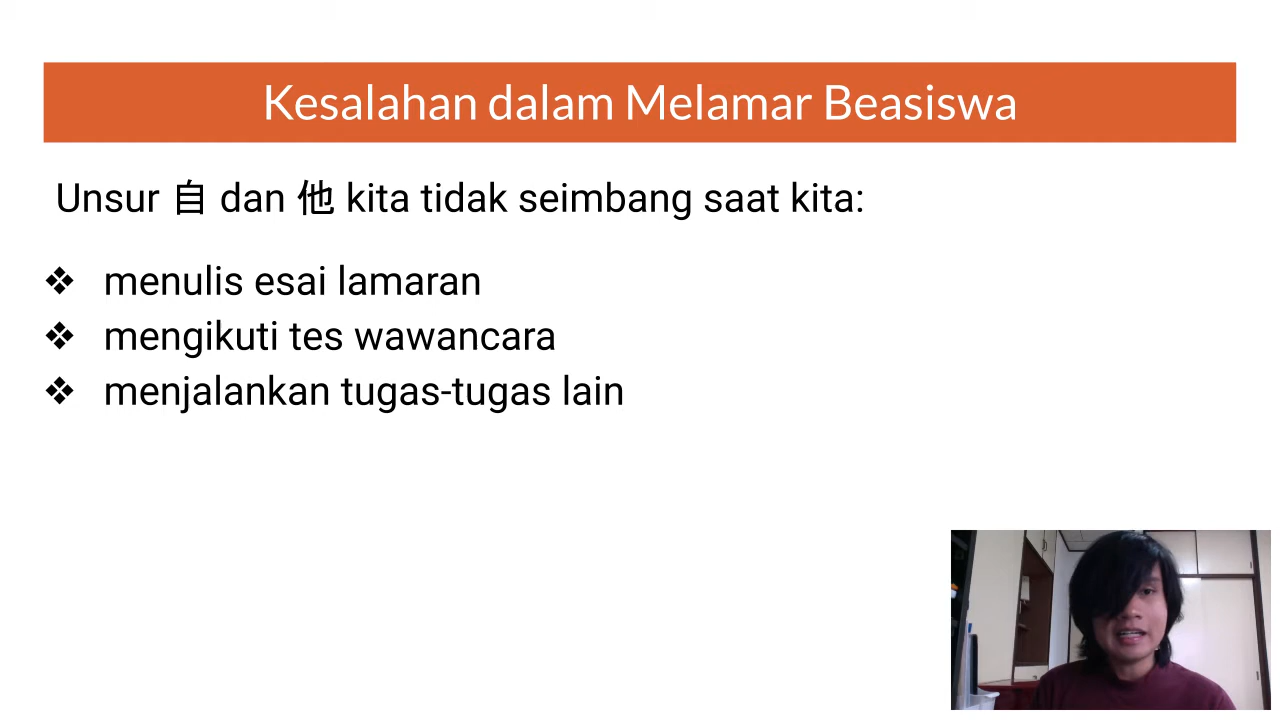 Kesalahan dalam Melamar Beasiswa
Unsur 自 dan 他 kita tidak seimbang saat kita:
❖ menulis esai lamaran
❖ mengikuti tes wawancara
❖ menjalankan tugas-tugas lain